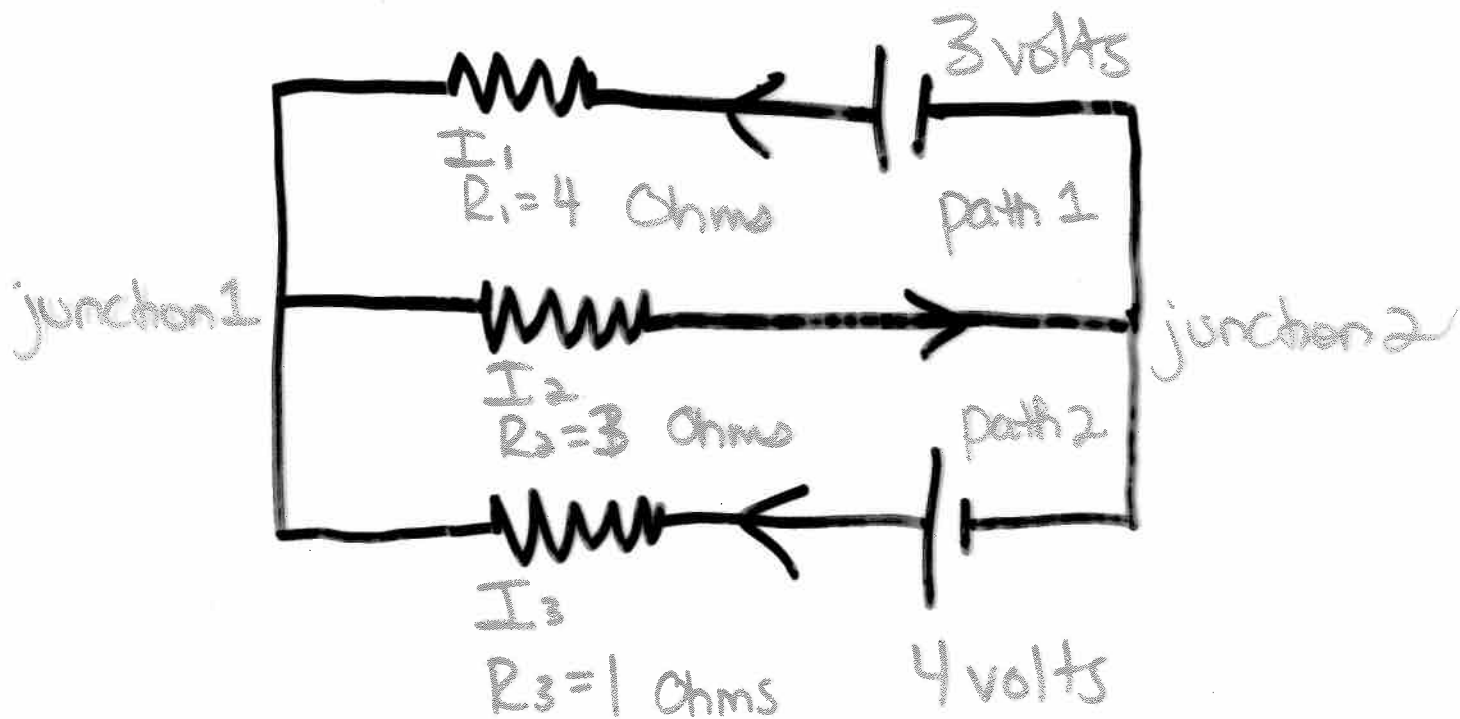 3 volts
I1
R1=4 Ohms
path 1
junction 1
junction 2
I2
R2=3 Ohms
path 2
I3
R3=1 Ohms
4 volts